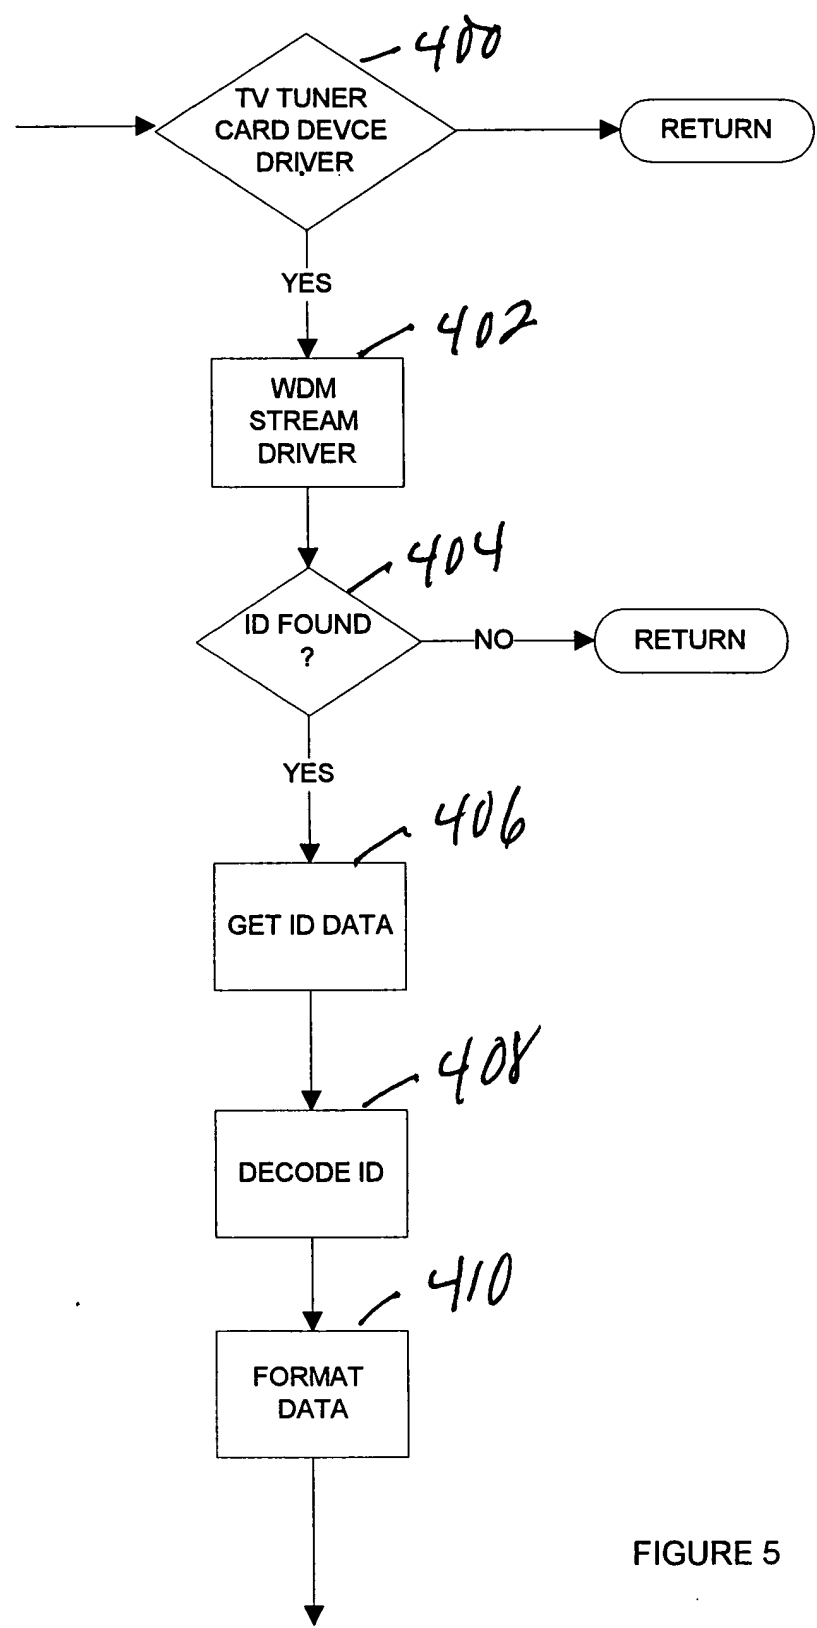 400
TV TUNER
CARD DEVCE
DRIVER
RETURN
YES
402
WDM
STREAM
DRIVER
404
ID FOUND
?
NO
RETURN
YES
406
GET ID DATA
408
DECODE ID
410
FORMAT
DATA
FIGURE 5